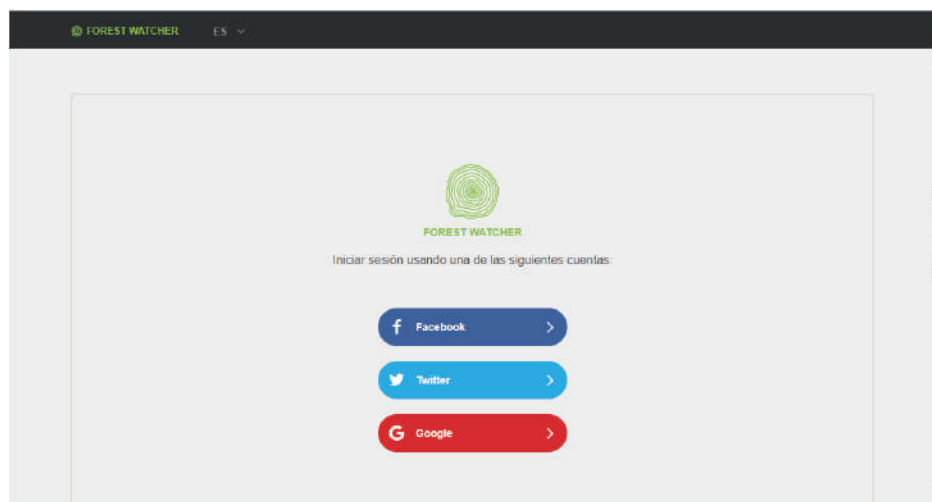 FOREST WATCHER ES
FOREST WATCHER
Iniciar sesión usando una de las siguientes cuentas:
Facebook
Twitter
Google